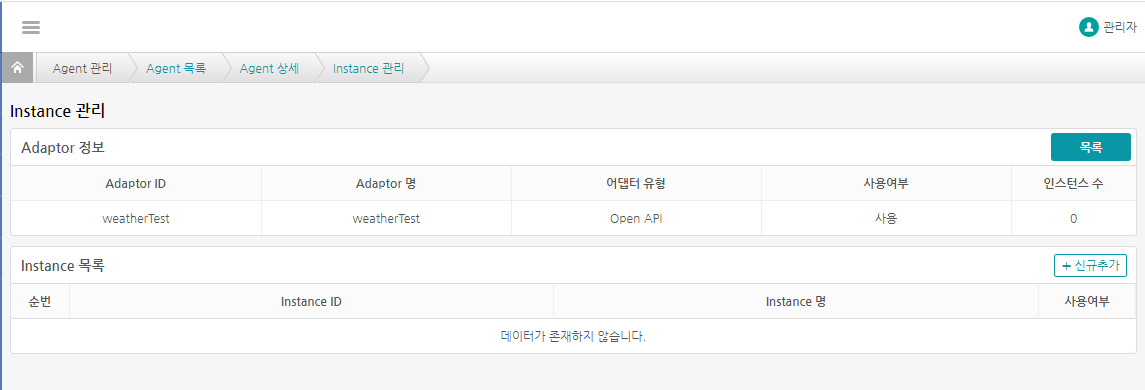 관리자
Agent 관리 Agent 목록 Agent 상세 Instance 관리
Instance 관리
Adaptor 정보 목록
Adaptor ID Adaptor 명 어댑터 유형 사용여부 인스턴스 수
weatherTest weatherTest Open API 사용 0
Instance 목록 + 신규추가
순번 Instance ID Instance 명 사용여부
데이터가 존재하지 않습니다.